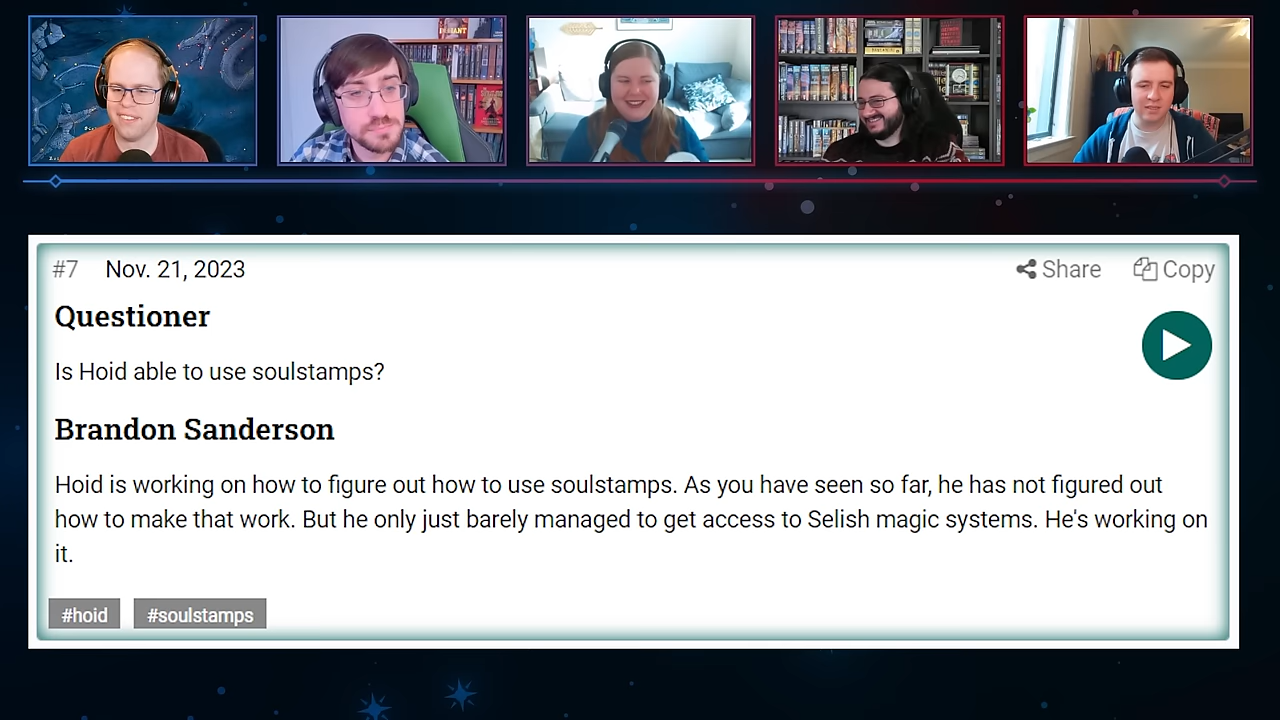 #7 Nov. 21, 2023 Share Copy
Questioner
Is Hoid able to use soulstamps?
Brandon Sanderson
Hoid is working on how to figure out how to use soulstamps. As you have seen so far, he has not figured out
how to make that work. But he only just barely managed to get access to Selish magic systems. He's working on
it.
#hoid #soulstamps